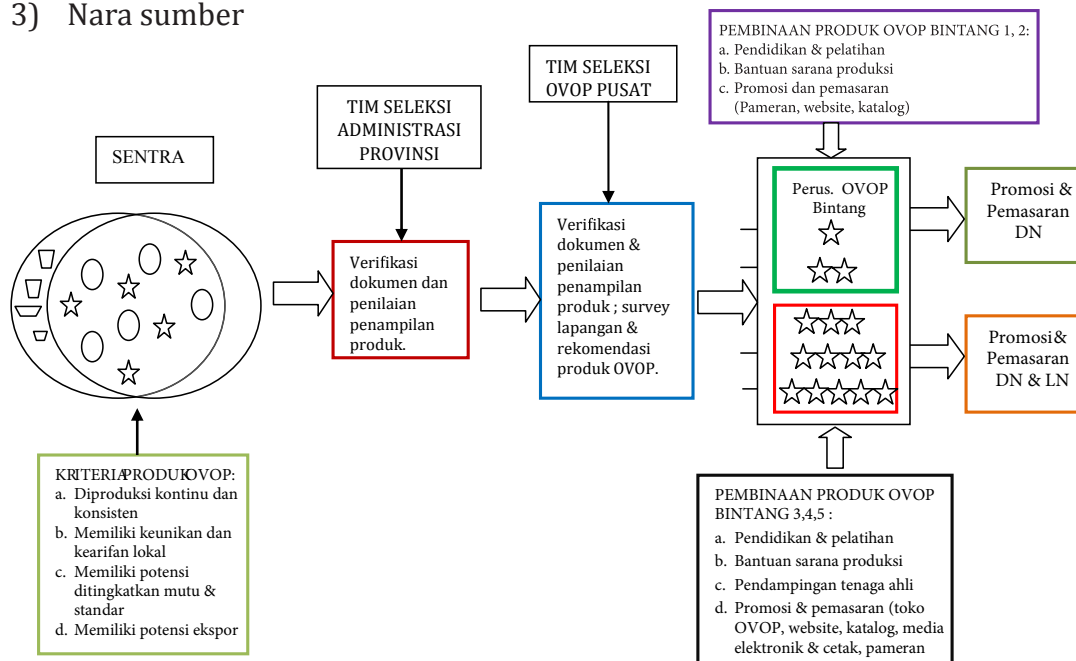 3) Nara sumber
PEMBINAAN PRODUK OVOP BINTANG 1, 2:
a. Pendidikan & pelatihan
b. Bantuan sarana produksi
c. Promosi dan pemasaran
(Pameran, website, katalog)
TIM SELEKSI
OVOP PUSAT
TIM SELEKSI
ADMINISTRASI
PROVINSI
SENTRA
Verifikasi
dokumen dan
penilaian
penampilan
produk.
Verifikasi
dokumen &
penilaian
penampilan
produk ; survey
lapangan &
rekomendasi
produk OVOP.
Perus. OVOP
Bintang
Promosi &
Pemasaran
DN
Promosi&
Pemasaran
DN & LN
KRITERIA PRODUK OVOP:
a. Diproduksi kontinu dan
konsisten
b. Memiliki keunikan dan
kearifan lokal
c. Memiliki potensi
ditingkatkan mutu &
standar
d. Memiliki potensi ekspor
PEMBINAAN PRODUK OVOP
BINTANG 3,4,5 :
a. Pendidikan & pelatihan
b. Bantuan sarana produksi
c. Pendampingan tenaga ahli
d. Promosi & pemasaran (toko
OVOP, website, katalog, media
elektronik & cetak, pameran